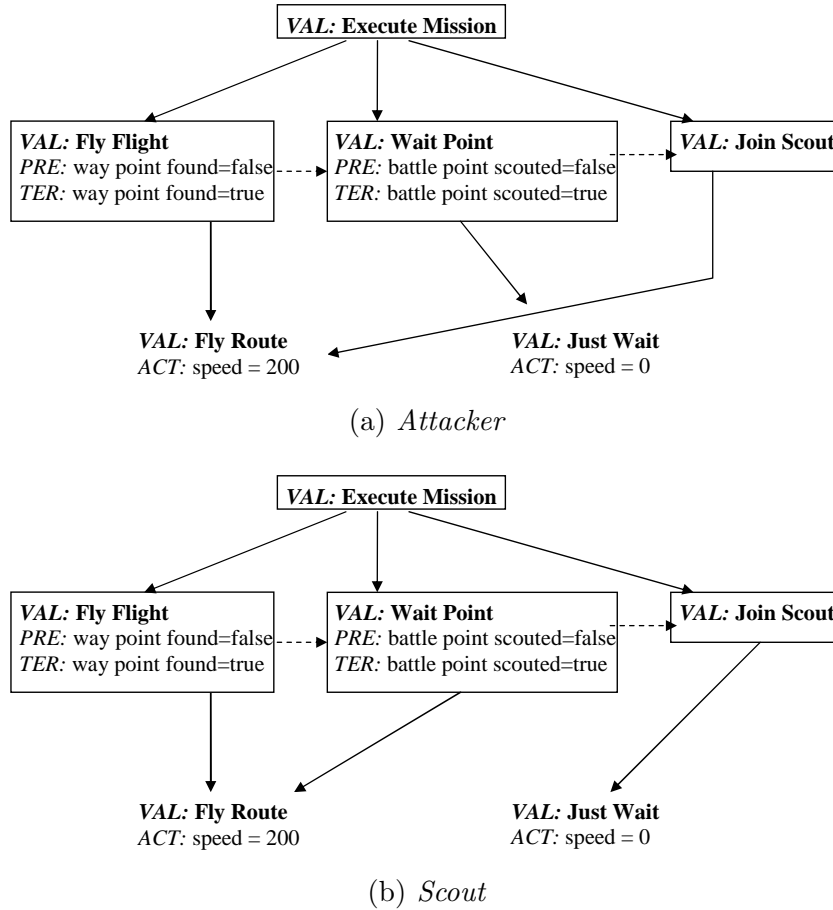 VAL: Execute Mission
VAL: Fly Flight
PRE: way point found=false
TER: way point found=true
VAL: Wait Point
PRE: battle point scouted=false
TER: battle point scouted=true
VAL: Join Scout
VAL: Fly Route
ACT: speed = 200
VAL: Just Wait
ACT: speed = 0
(a) Attacker
VAL: Execute Mission
VAL: Fly Flight
PRE: way point found=false
TER: way point found=true
VAL: Wait Point
PRE: battle point scouted=false
TER: battle point scouted=true
VAL: Join Scout
VAL: Fly Route
ACT: speed = 200
VAL: Just Wait
ACT: speed = 0
(b) Scout